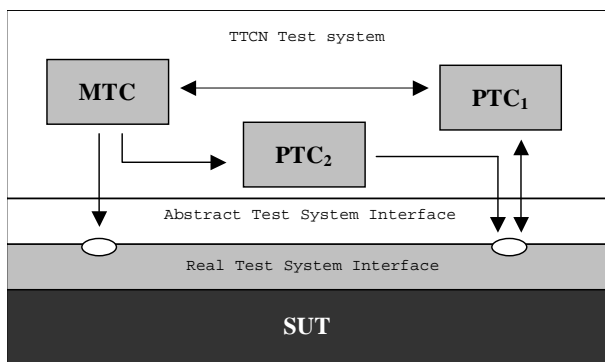 TTCN Test system
MTC
PTC₁
PTC₂
Abstract Test System Interface
Real Test System Interface
SUT